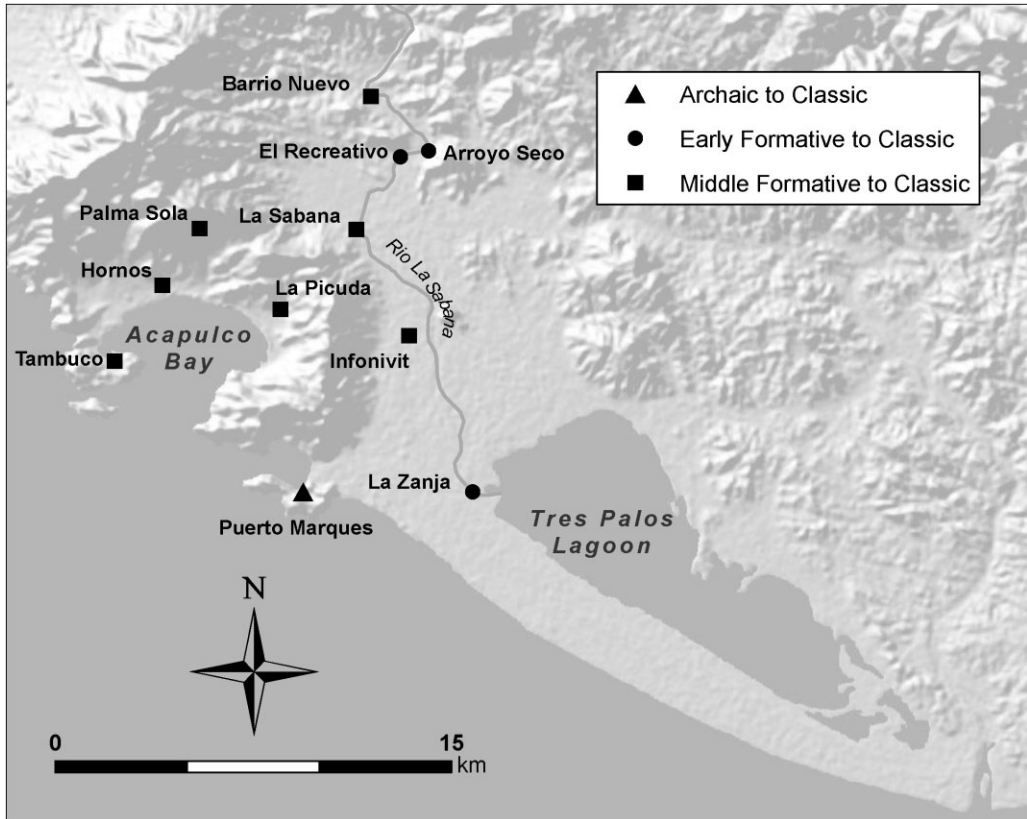 Barrio Nuevo
Archaic to Classic
Early Formative to Classic
Middle Formative to Classic
El Recreativo
Arroyo Seco
Palma Sola
La Sabana
Rio La Sabana
Hornos
La Picuda
Acapulco
Bay
Tambuco
Infonivit
La Zanja
Puerto Marques
Tres Palos
Lagoon
N
0
15
km